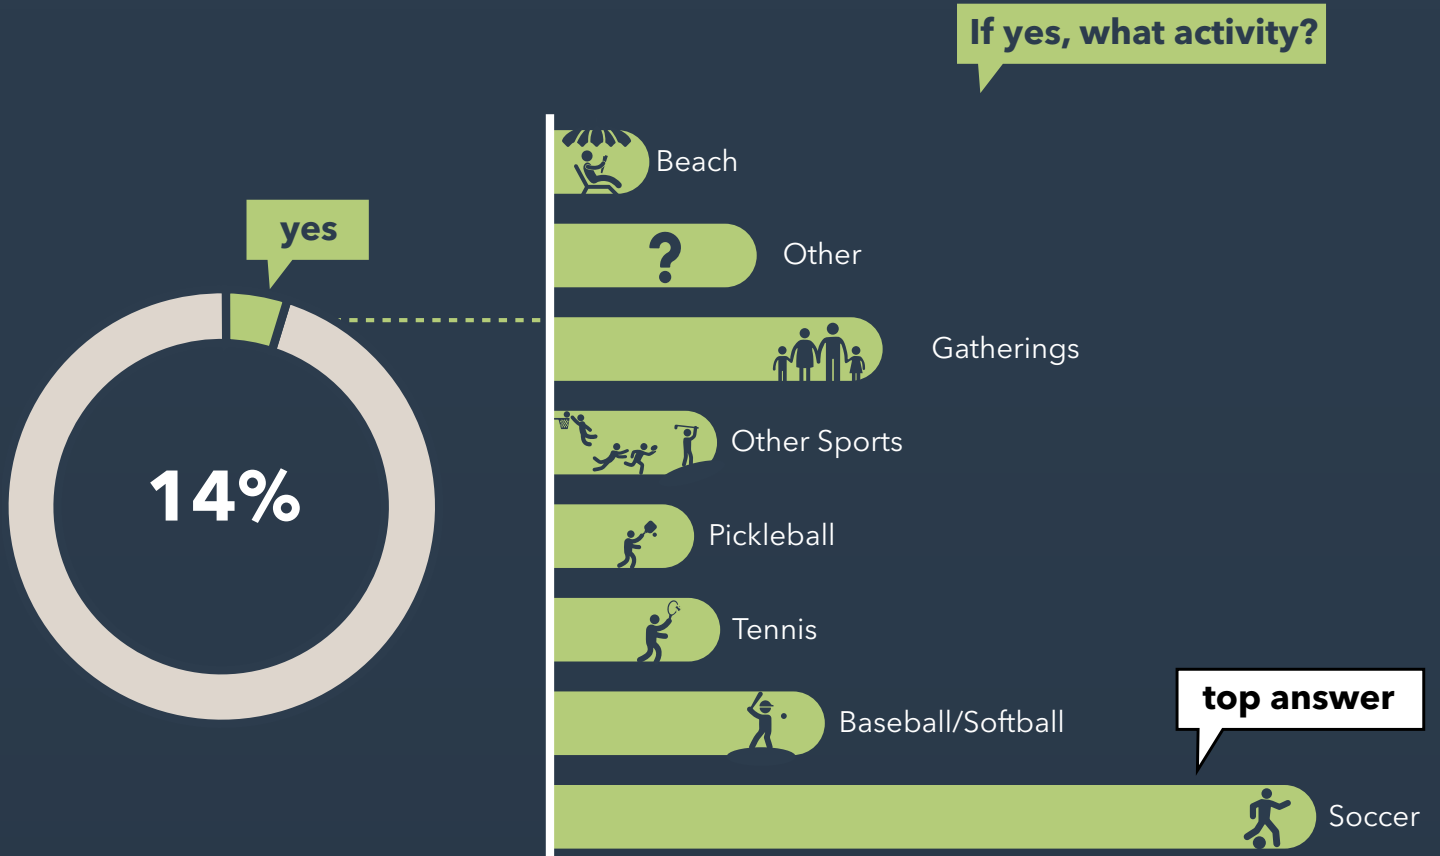 If yes, what activity?
Beach
yes
Other
Gatherings
Other Sports
14%
Pickleball
Tennis
top answer
Baseball/Softball
Soccer